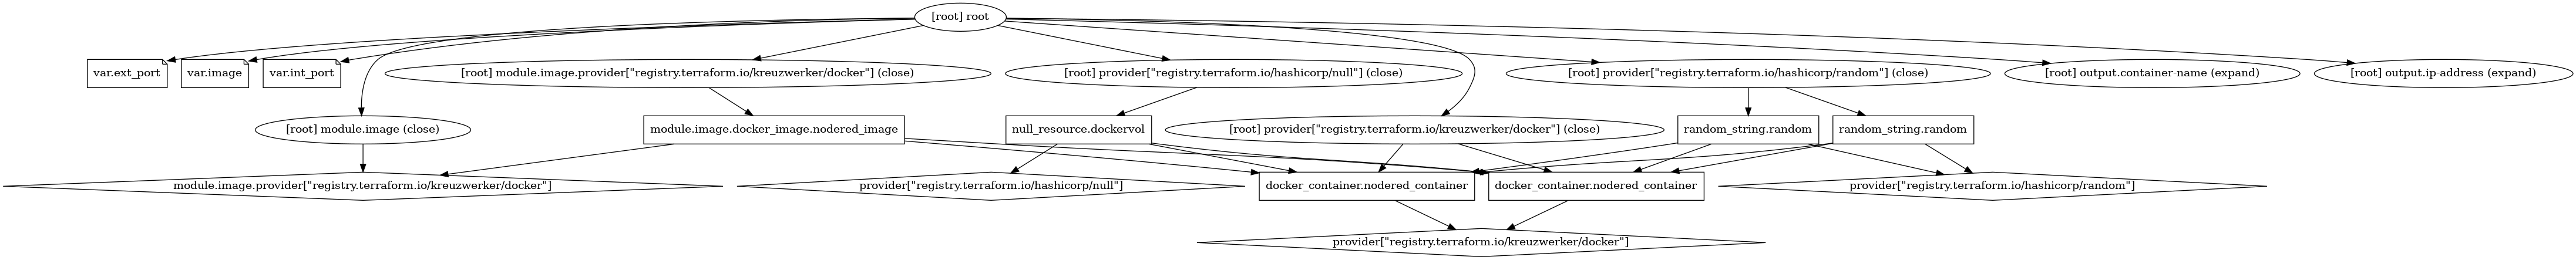 [root] root
var.ext_port
var.image
var.int_port
[root] module.image.provider[\"registry.terraform.io/kreuzwerker/docker\"] (close)
[root] provider[\"registry.terraform.io/hashicorp/null\"] (close)
[root] provider[\"registry.terraform.io/hashicorp/random\"] (close)
[root] output.container-name (expand)
[root] output.ip-address (expand)
[root] module.image (close)
module.image.docker_image.nodered_image
null_resource.dockervol
[root] provider[\"registry.terraform.io/kreuzwerker/docker\"] (close)
random_string.random
random_string.random
module.image.provider[\"registry.terraform.io/kreuzwerker/docker\"]
provider[\"registry.terraform.io/hashicorp/null\"]
docker_container.nodered_container
docker_container.nodered_container
provider[\"registry.terraform.io/hashicorp/random\"]
provider[\"registry.terraform.io/kreuzwerker/docker\"]